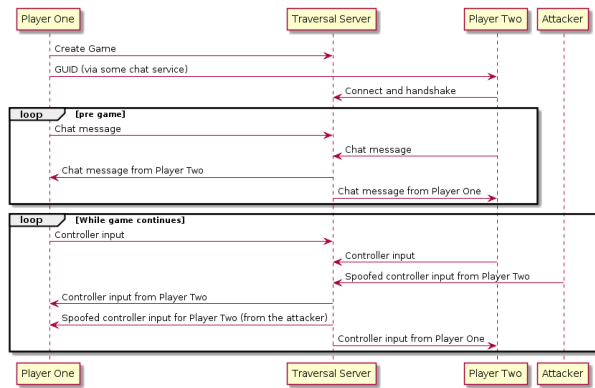 Player One Traversal Server Player Two Attacker
Create Game
GUID (via some chat service)
Connect and handshake
loop [pre game]
Chat message
Chat message
Chat message from Player Two
Chat message from Player One
loop [While game continues]
Controller input
Controller input
Spoofed controller input from Player Two
Controller input from Player Two
Spoofed controller input for Player Two (from the attacker)
Controller input from Player One
Player One Traversal Server Player Two Attacker